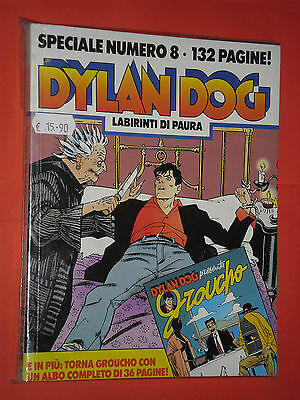 SPECIALE NUMERO 8 · 132 PAGINE!
DYLAN DOG
LABIRINTI DI PAURA
€ 15.90
DYLAN DOG presenta
Groucho
E IN PIÙ: TORNA GROUCHO CON
UN ALBO COMPLETO DI 36 PAGINE!